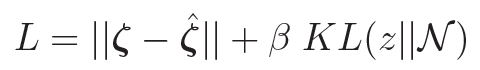 L = ||ζ − ζ̂|| + β KL(z||𝒩)